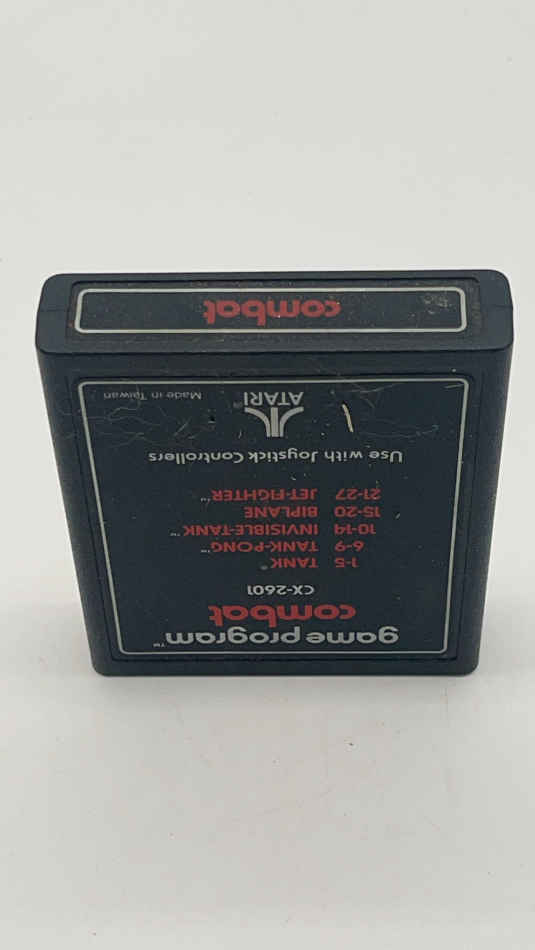 game program™
combat
CX-2601
1-5 TANK®
6-9 TANK-PONG™
10-14 INVISIBLE-TANK™
15-20 BIPLANE
21-27 JET-FIGHTER™
Use with Joystick Controllers
ATARI
Made in Taiwan
combat